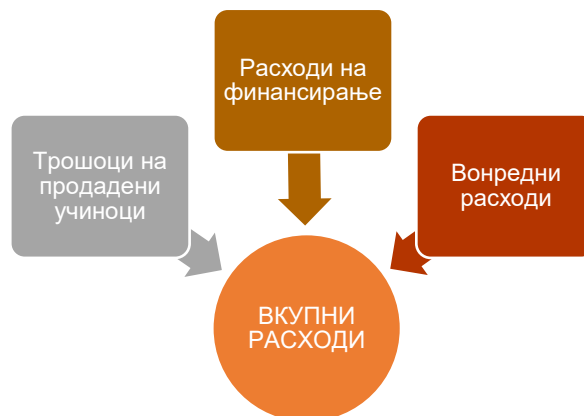 Расходи на
финансирање
Трошоци на
продадени
учиноци
Вонредни
расходи
ВКУПНИ
РАСХОДИ